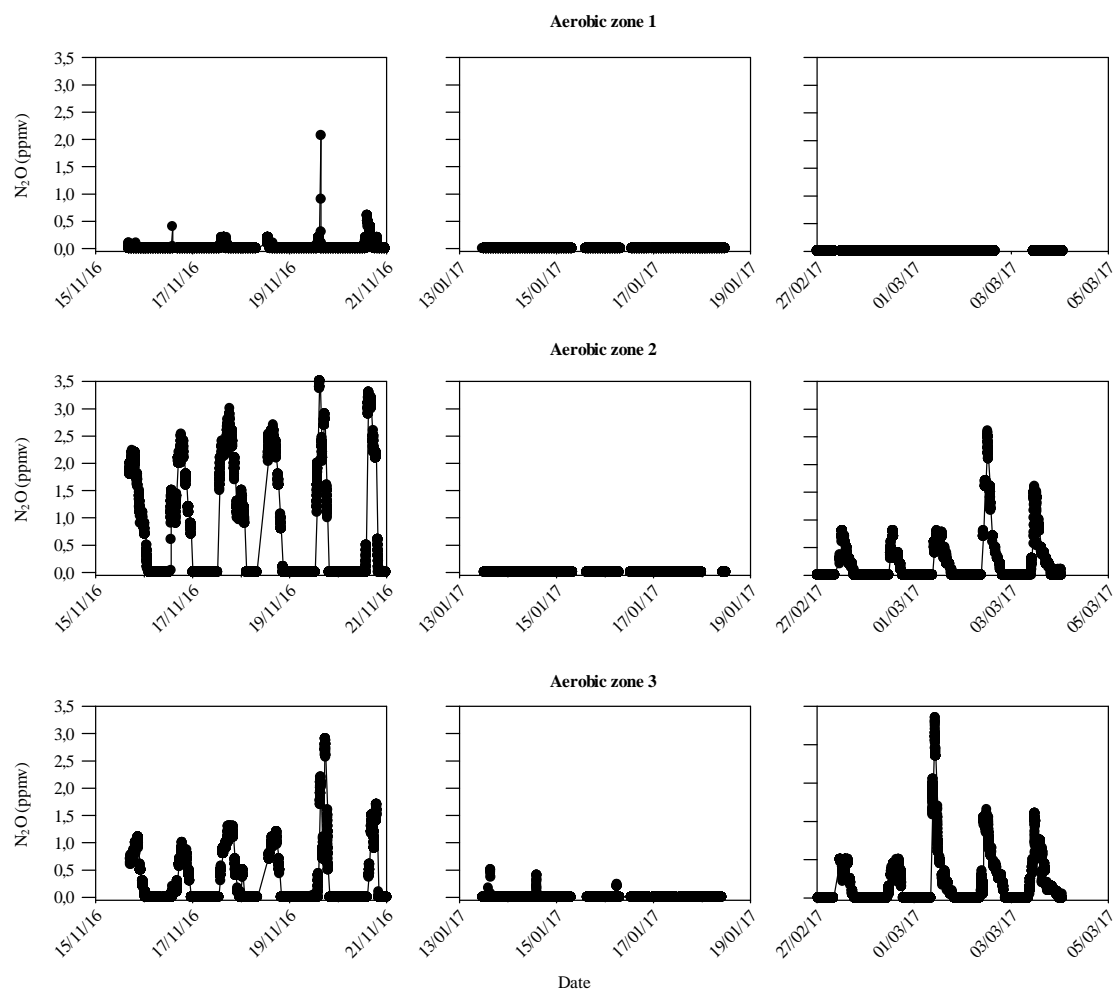 Aerobic zone 1
3,5
3,0
2,5
2,0
1,5
1,0
0,5
0,0
N₂O (ppmv)
15/11/16 17/11/16 19/11/16 21/11/16
13/01/17 15/01/17 17/01/17 19/01/17
27/02/17 01/03/17 03/03/17 05/03/17
Aerobic zone 2
3,5
3,0
2,5
2,0
1,5
1,0
0,5
0,0
N₂O (ppmv)
15/11/16 17/11/16 19/11/16 21/11/16
13/01/17 15/01/17 17/01/17 19/01/17
27/02/17 01/03/17 03/03/17 05/03/17
Aerobic zone 3
3,5
3,0
2,5
2,0
1,5
1,0
0,5
0,0
N₂O (ppmv)
15/11/16 17/11/16 19/11/16 21/11/16
13/01/17 15/01/17 17/01/17 19/01/17
27/02/17 01/03/17 03/03/17 05/03/17
Date